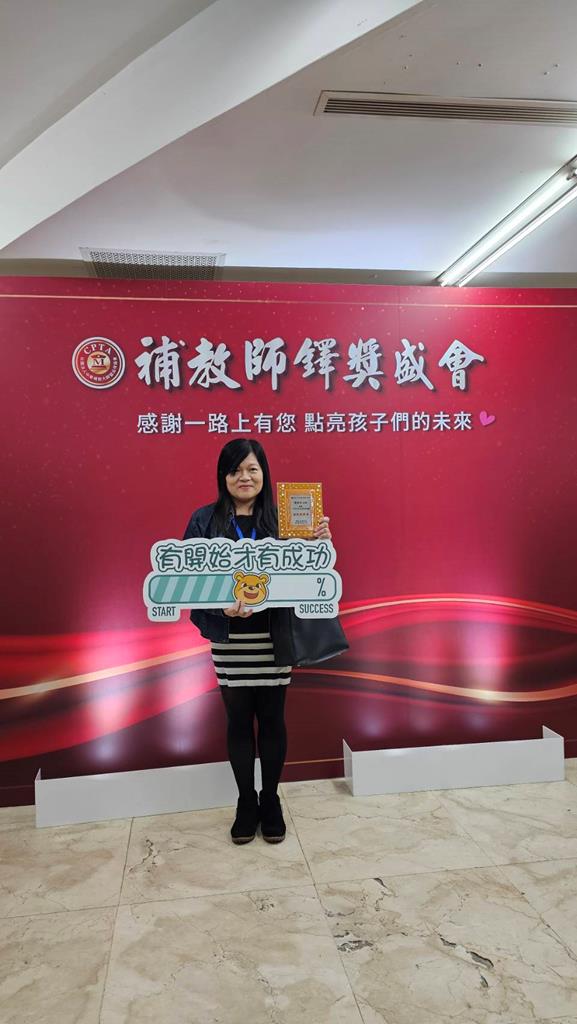 CPTA
M
補教師鐸獎盛會
感謝一路上有您 點亮孩子們的未來
有開始才有成功
%
START
SUCCESS